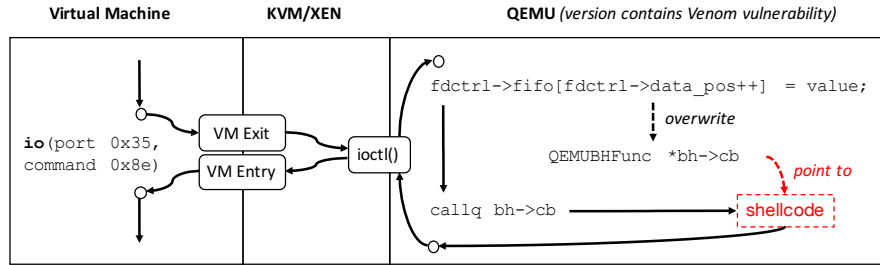 Virtual Machine
KVM/XEN
QEMU (version contains Venom vulnerability)
fdctrl->fifo[fdctrl->data_pos++] = value;
overwrite
io(port 0x35,
command 0x8e)
VM Exit
VM Entry
ioctl()
QEMUBHFunc *bh->cb
point to
callq bh->cb
shellcode